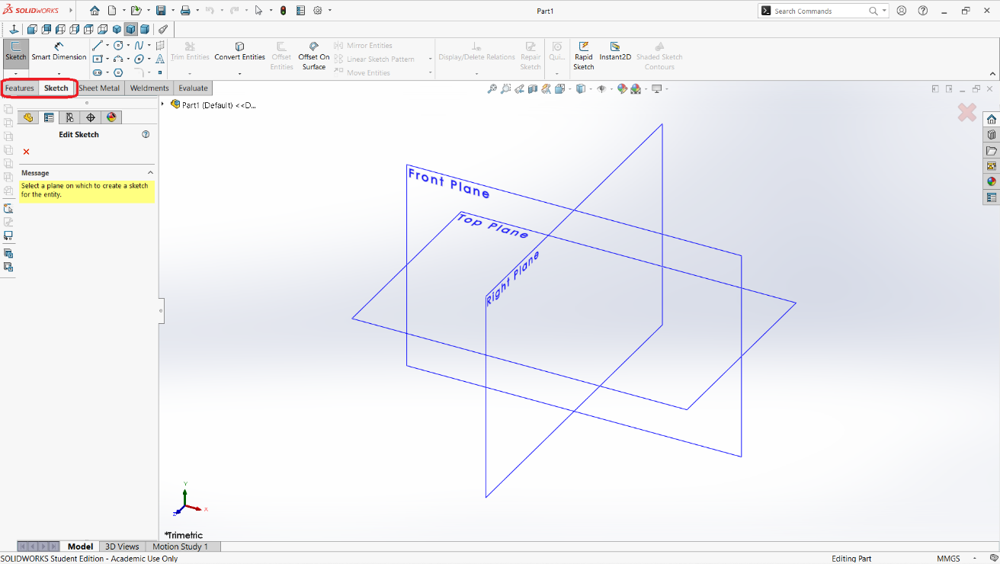 SOLIDWORKS
Part1
Search Commands
Sketch
Smart Dimension
Trim Entities
Convert Entities
Offset Entities
Offset On Surface
Mirror Entities
Linear Sketch Pattern
Move Entities
Display/Delete Relations
Repair Sketch
Qui...
Rapid Sketch
Instant2D
Shaded Sketch Contours
Features
Sketch
Sheet Metal
Weldments
Evaluate
Part1 (Default) <<D...
Edit Sketch
Message
Select a plane on which to create a sketch
for the entity.
Front Plane
Top Plane
Right Plane
Y
X
Z
*Trimetric
Model
3D Views
Motion Study 1
SOLIDWORKS Student Edition - Academic Use Only
Editing Part
MMGS